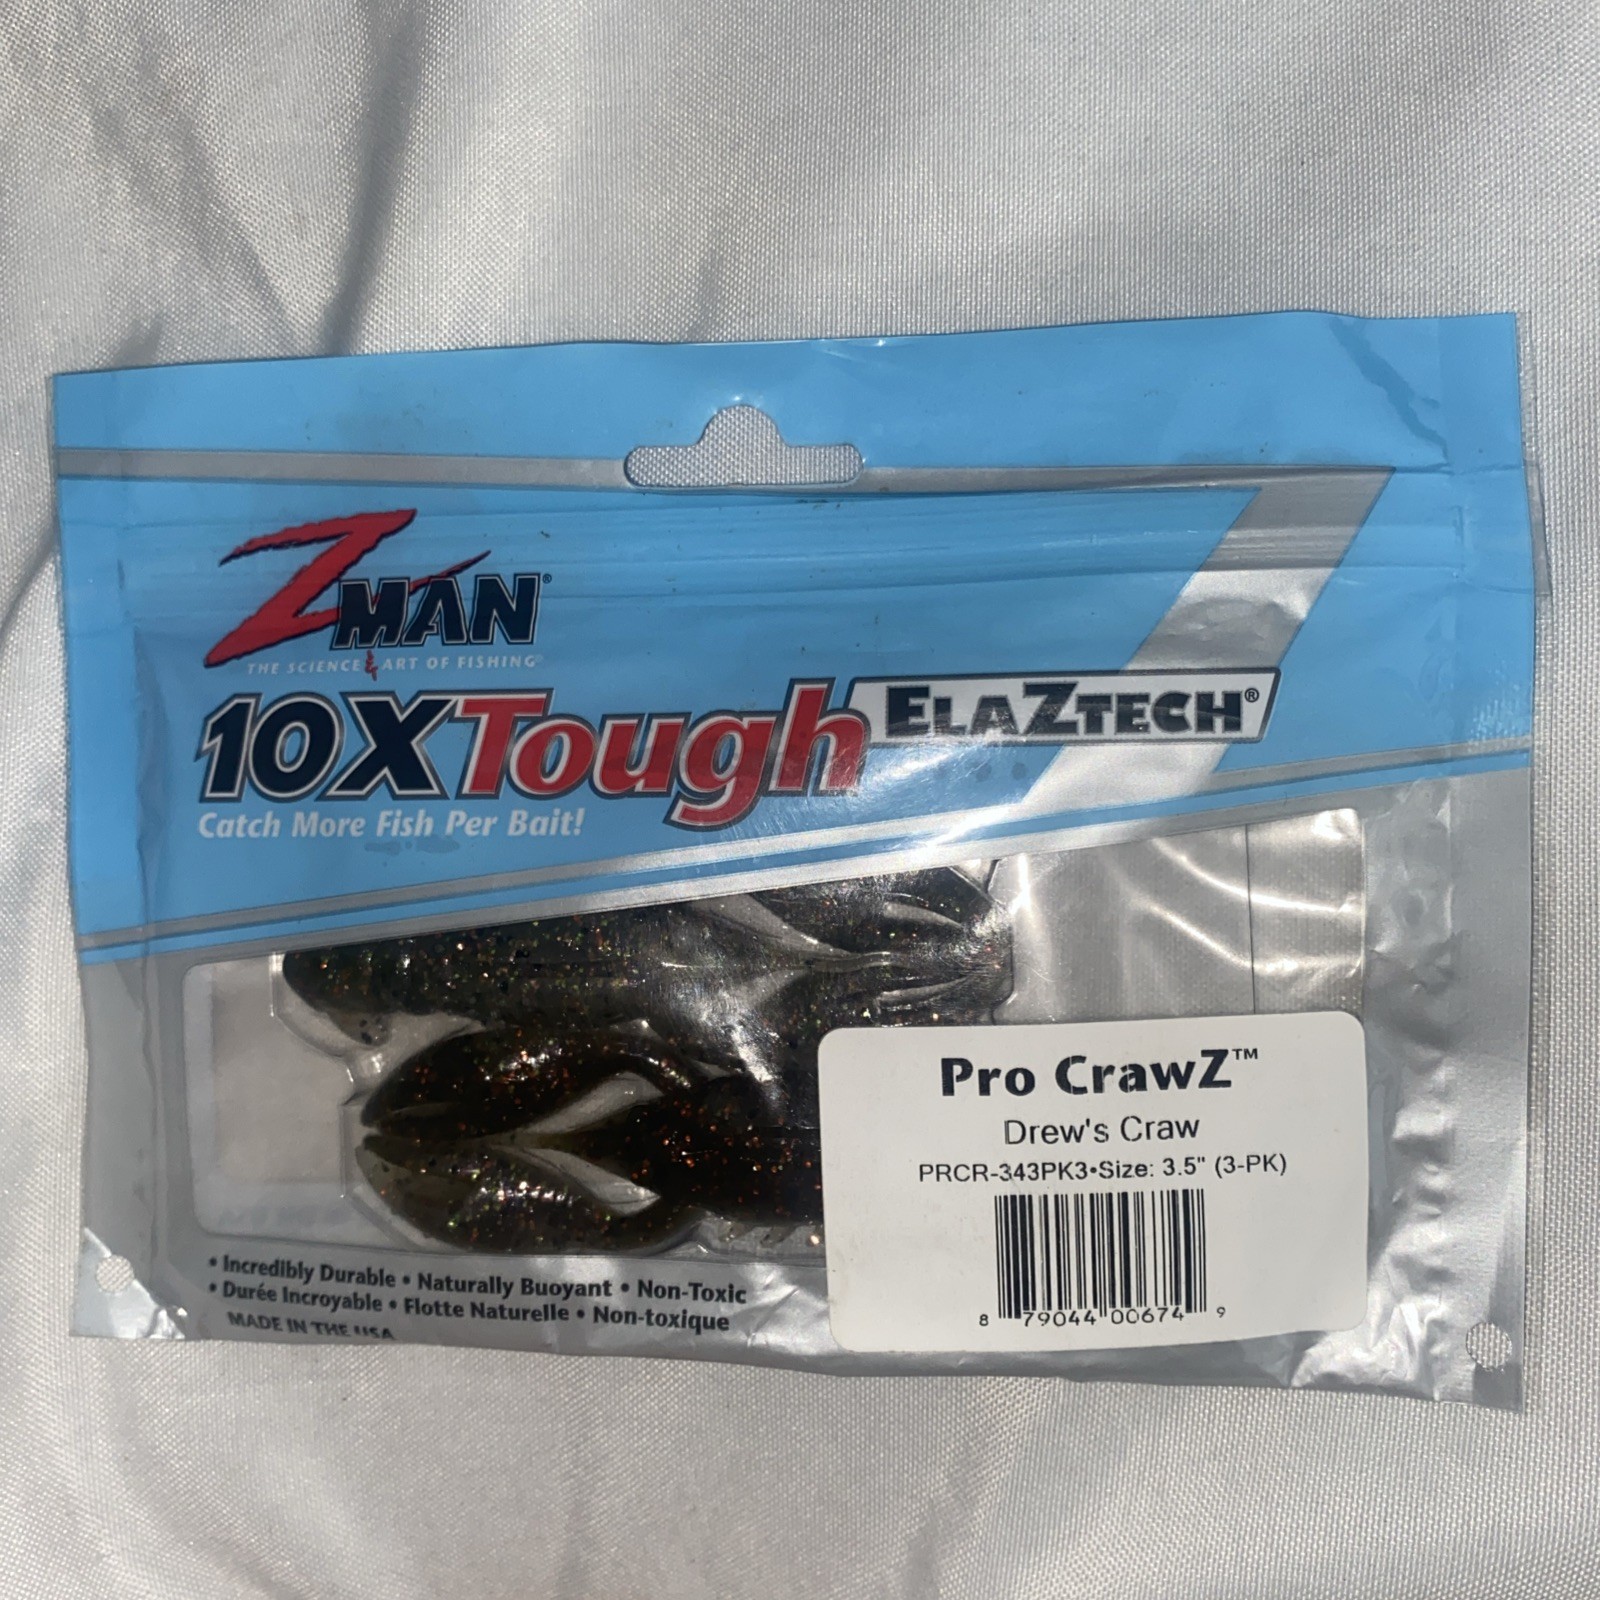 ZMAN®
THE SCIENCE & ART OF FISHING®
10X Tough ELAZTECH®
Catch More Fish Per Bait!
Pro CrawZ™
Drew's Craw
PRCR-343PK3•Size: 3.5" (3-PK)
8 79044 00674 9
• Incredibly Durable • Naturally Buoyant • Non-Toxic
• Durée Incroyable • Flotte Naturelle • Non-toxique
MADE IN THE USA